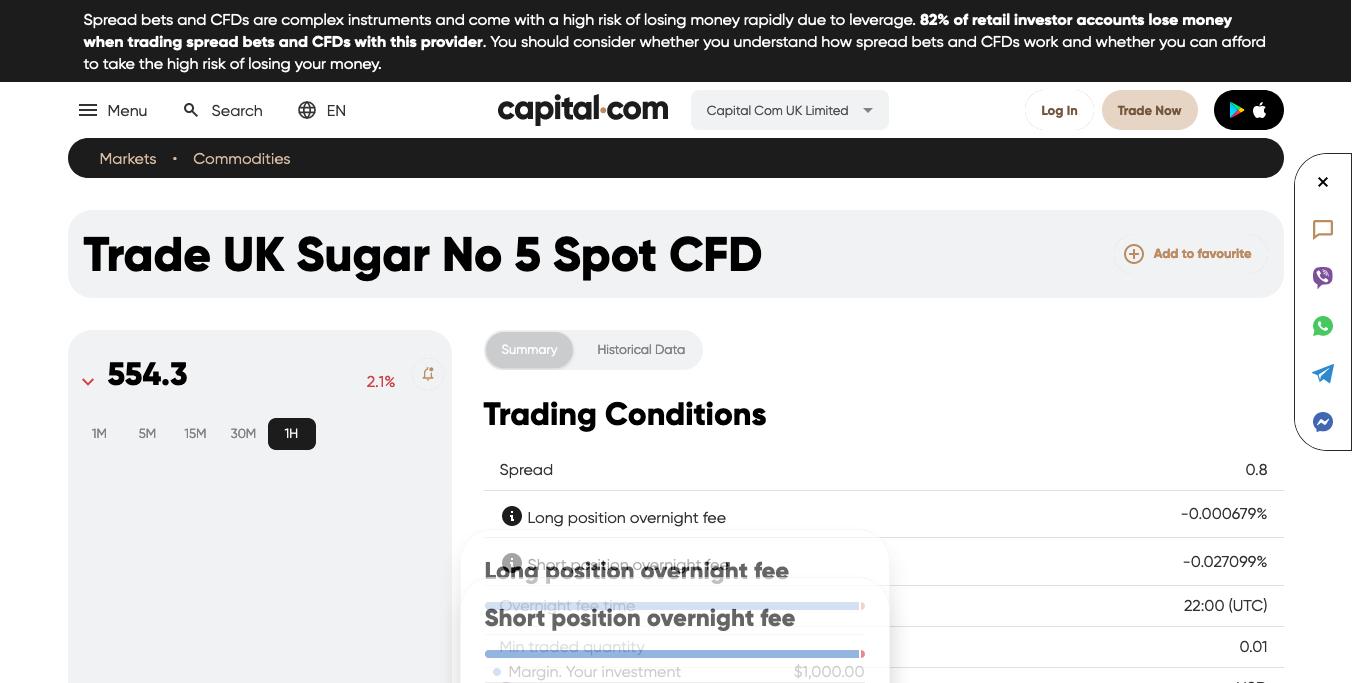 Spread bets and CFDs are complex instruments and come with a high risk of losing money rapidly due to leverage. 82% of retail investor accounts lose money
when trading spread bets and CFDs with this provider. You should consider whether you understand how spread bets and CFDs work and whether you can afford
to take the high risk of losing your money.
Menu Search EN capital.com Capital Com UK Limited Log In Trade Now
Markets • Commodities
Trade UK Sugar No 5 Spot CFD Add to favourite
554.3 2.1%
1M 5M 15M 30M 1H
Summary Historical Data
Trading Conditions
Spread 0.8
Long position overnight fee -0.000679%
Short position overnight fee -0.027099%
Long position overnight fee
Overnight fee time 22:00 (UTC)
Short position overnight fee
Min traded quantity 0.01
Margin. Your investment $1,000.00